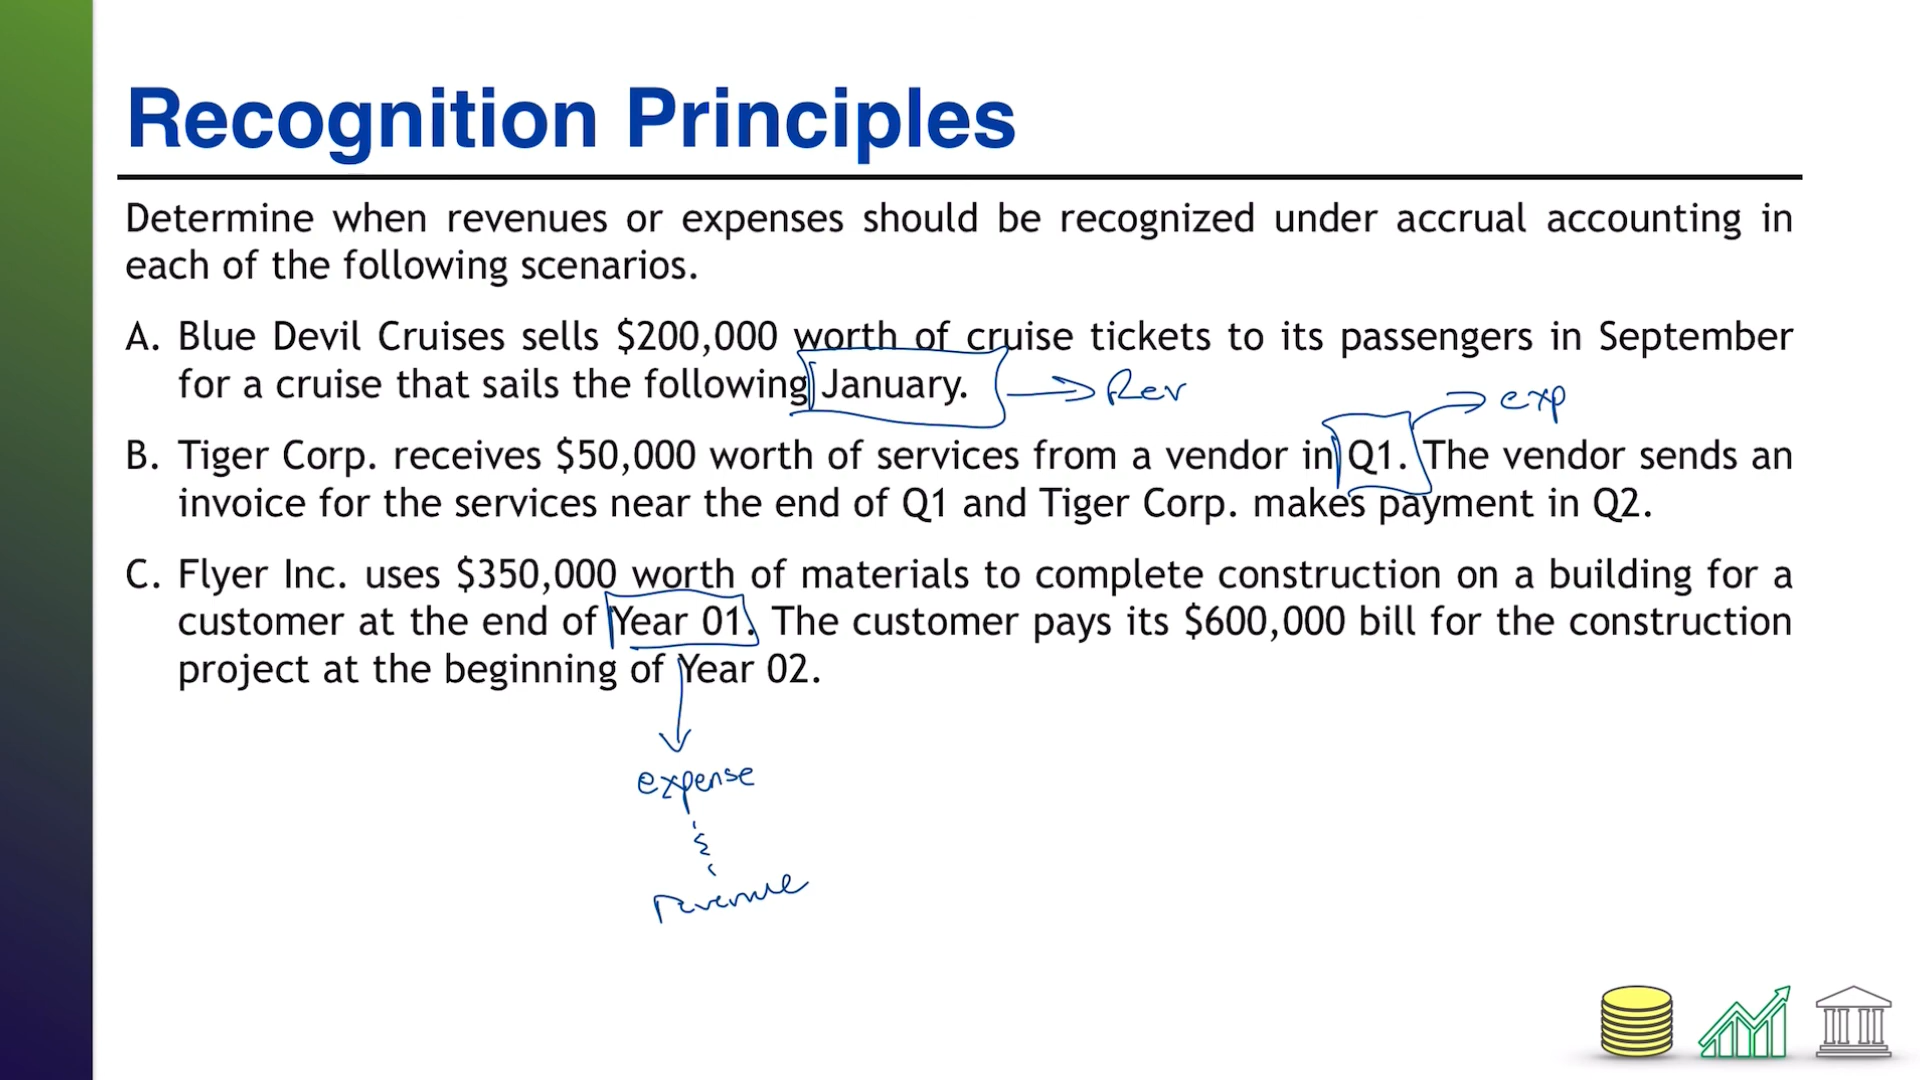 Recognition Principles
Determine when revenues or expenses should be recognized under accrual accounting in
each of the following scenarios.
A. Blue Devil Cruises sells $200,000 worth of cruise tickets to its passengers in September
for a cruise that sails the following January. Rev
exp
B. Tiger Corp. receives $50,000 worth of services from a vendor in Q1. The vendor sends an
invoice for the services near the end of Q1 and Tiger Corp. makes payment in Q2.
C. Flyer Inc. uses $350,000 worth of materials to complete construction on a building for a
customer at the end of Year 01. The customer pays its $600,000 bill for the construction
project at the beginning of Year 02.
expense
&
revenue